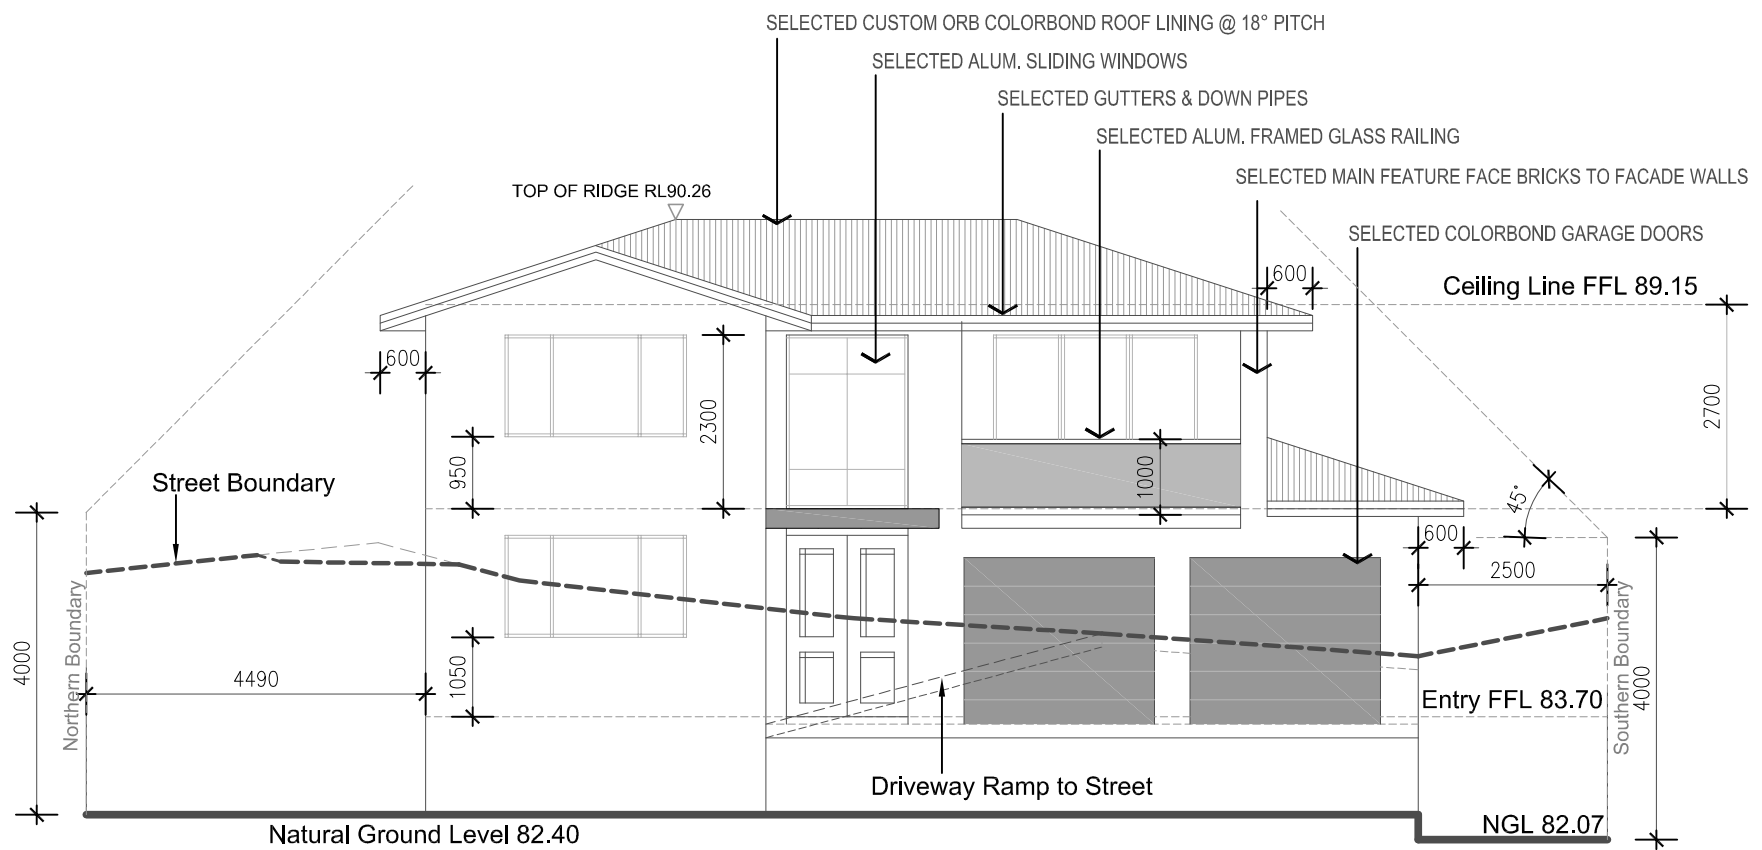 SELECTED CUSTOM ORB COLORBOND ROOF LINING @ 18° PITCH
SELECTED ALUM. SLIDING WINDOWS
SELECTED GUTTERS & DOWN PIPES
SELECTED ALUM. FRAMED GLASS RAILING
SELECTED MAIN FEATURE FACE BRICKS TO FACADE WALLS
TOP OF RIDGE RL90.26
SELECTED COLORBOND GARAGE DOORS
600
Ceiling Line FFL 89.15
600
2300
2700
950
1000
Street Boundary
45°
600
2500
4000
Northern Boundary
4490
1050
Entry FFL 83.70
Southern Boundary
4000
Driveway Ramp to Street
NGL 82.07
Natural Ground Level 82.40